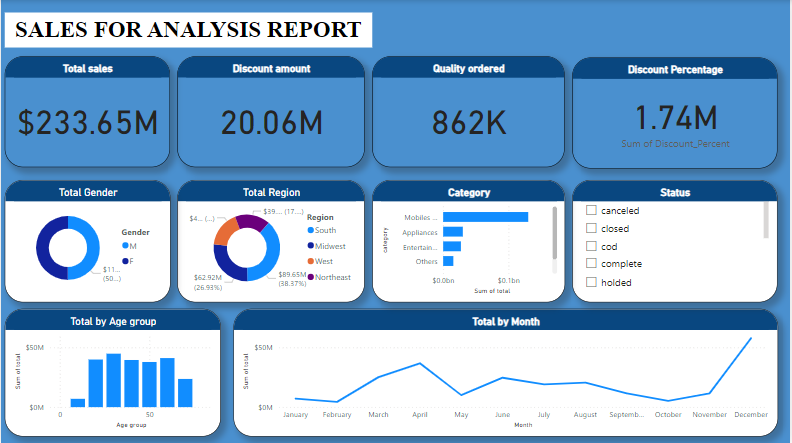 SALES FOR ANALYSIS REPORT
Total sales
$233.65M
Discount amount
20.06M
Quality ordered
862K
Discount Percentage
1.74M
Sum of Discount_Percent
Total Gender
Gender
M
F
$11...
(50...)
Total Region
$4... (...)
$39.... (17....)
$62.92M
(26.93%)
$89.65M
(38.37%)
Region
South
Midwest
West
Northeast
Category
category
Mobiles ...
Appliances
Entertain...
Others
$0.0bn
$0.1bn
Sum of total
Status
canceled
closed
cod
complete
holded
Total by Age group
Sum of total
$50M
$0M
0
50
Age group
Total by Month
Sum of total
$50M
$0M
January
February
March
April
May
June
July
August
Septemb...
October
November
December
Month